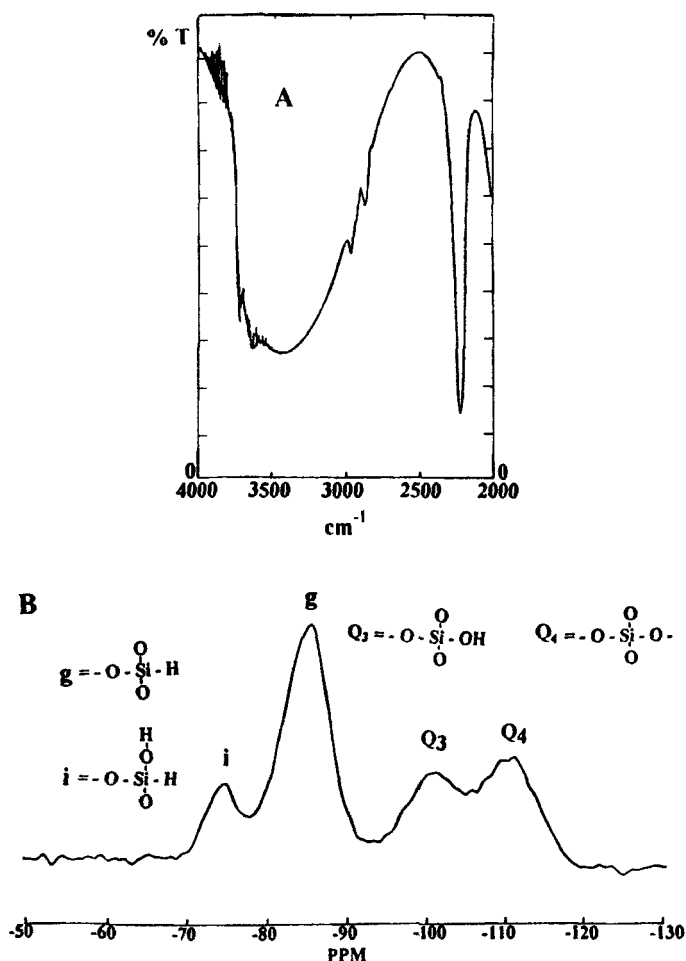 % T
A
0
0
4000 3500 3000 2500 2000
cm-1
B
g
g = - O - Si - H
O
O
Q3 = - O - Si - OH
O
O
Q4 = - O - Si - O -
O
O
i = - O - Si - H
H
O
O
i
Q3
Q4
-50 -60 -70 -80 -90 -100 -110 -120 -130
PPM